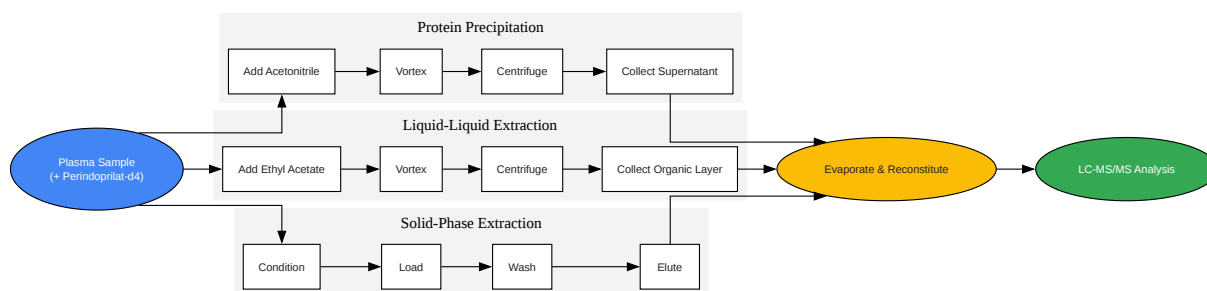 Protein Precipitation
Add Acetonitrile
Vortex
Centrifuge
Collect Supernatant
Liquid-Liquid Extraction
Plasma Sample
(+ Perindoprilat-d4)
Add Ethyl Acetate
Vortex
Centrifuge
Collect Organic Layer
Evaporate & Reconstitute
LC-MS/MS Analysis
Solid-Phase Extraction
Condition
Load
Wash
Elute